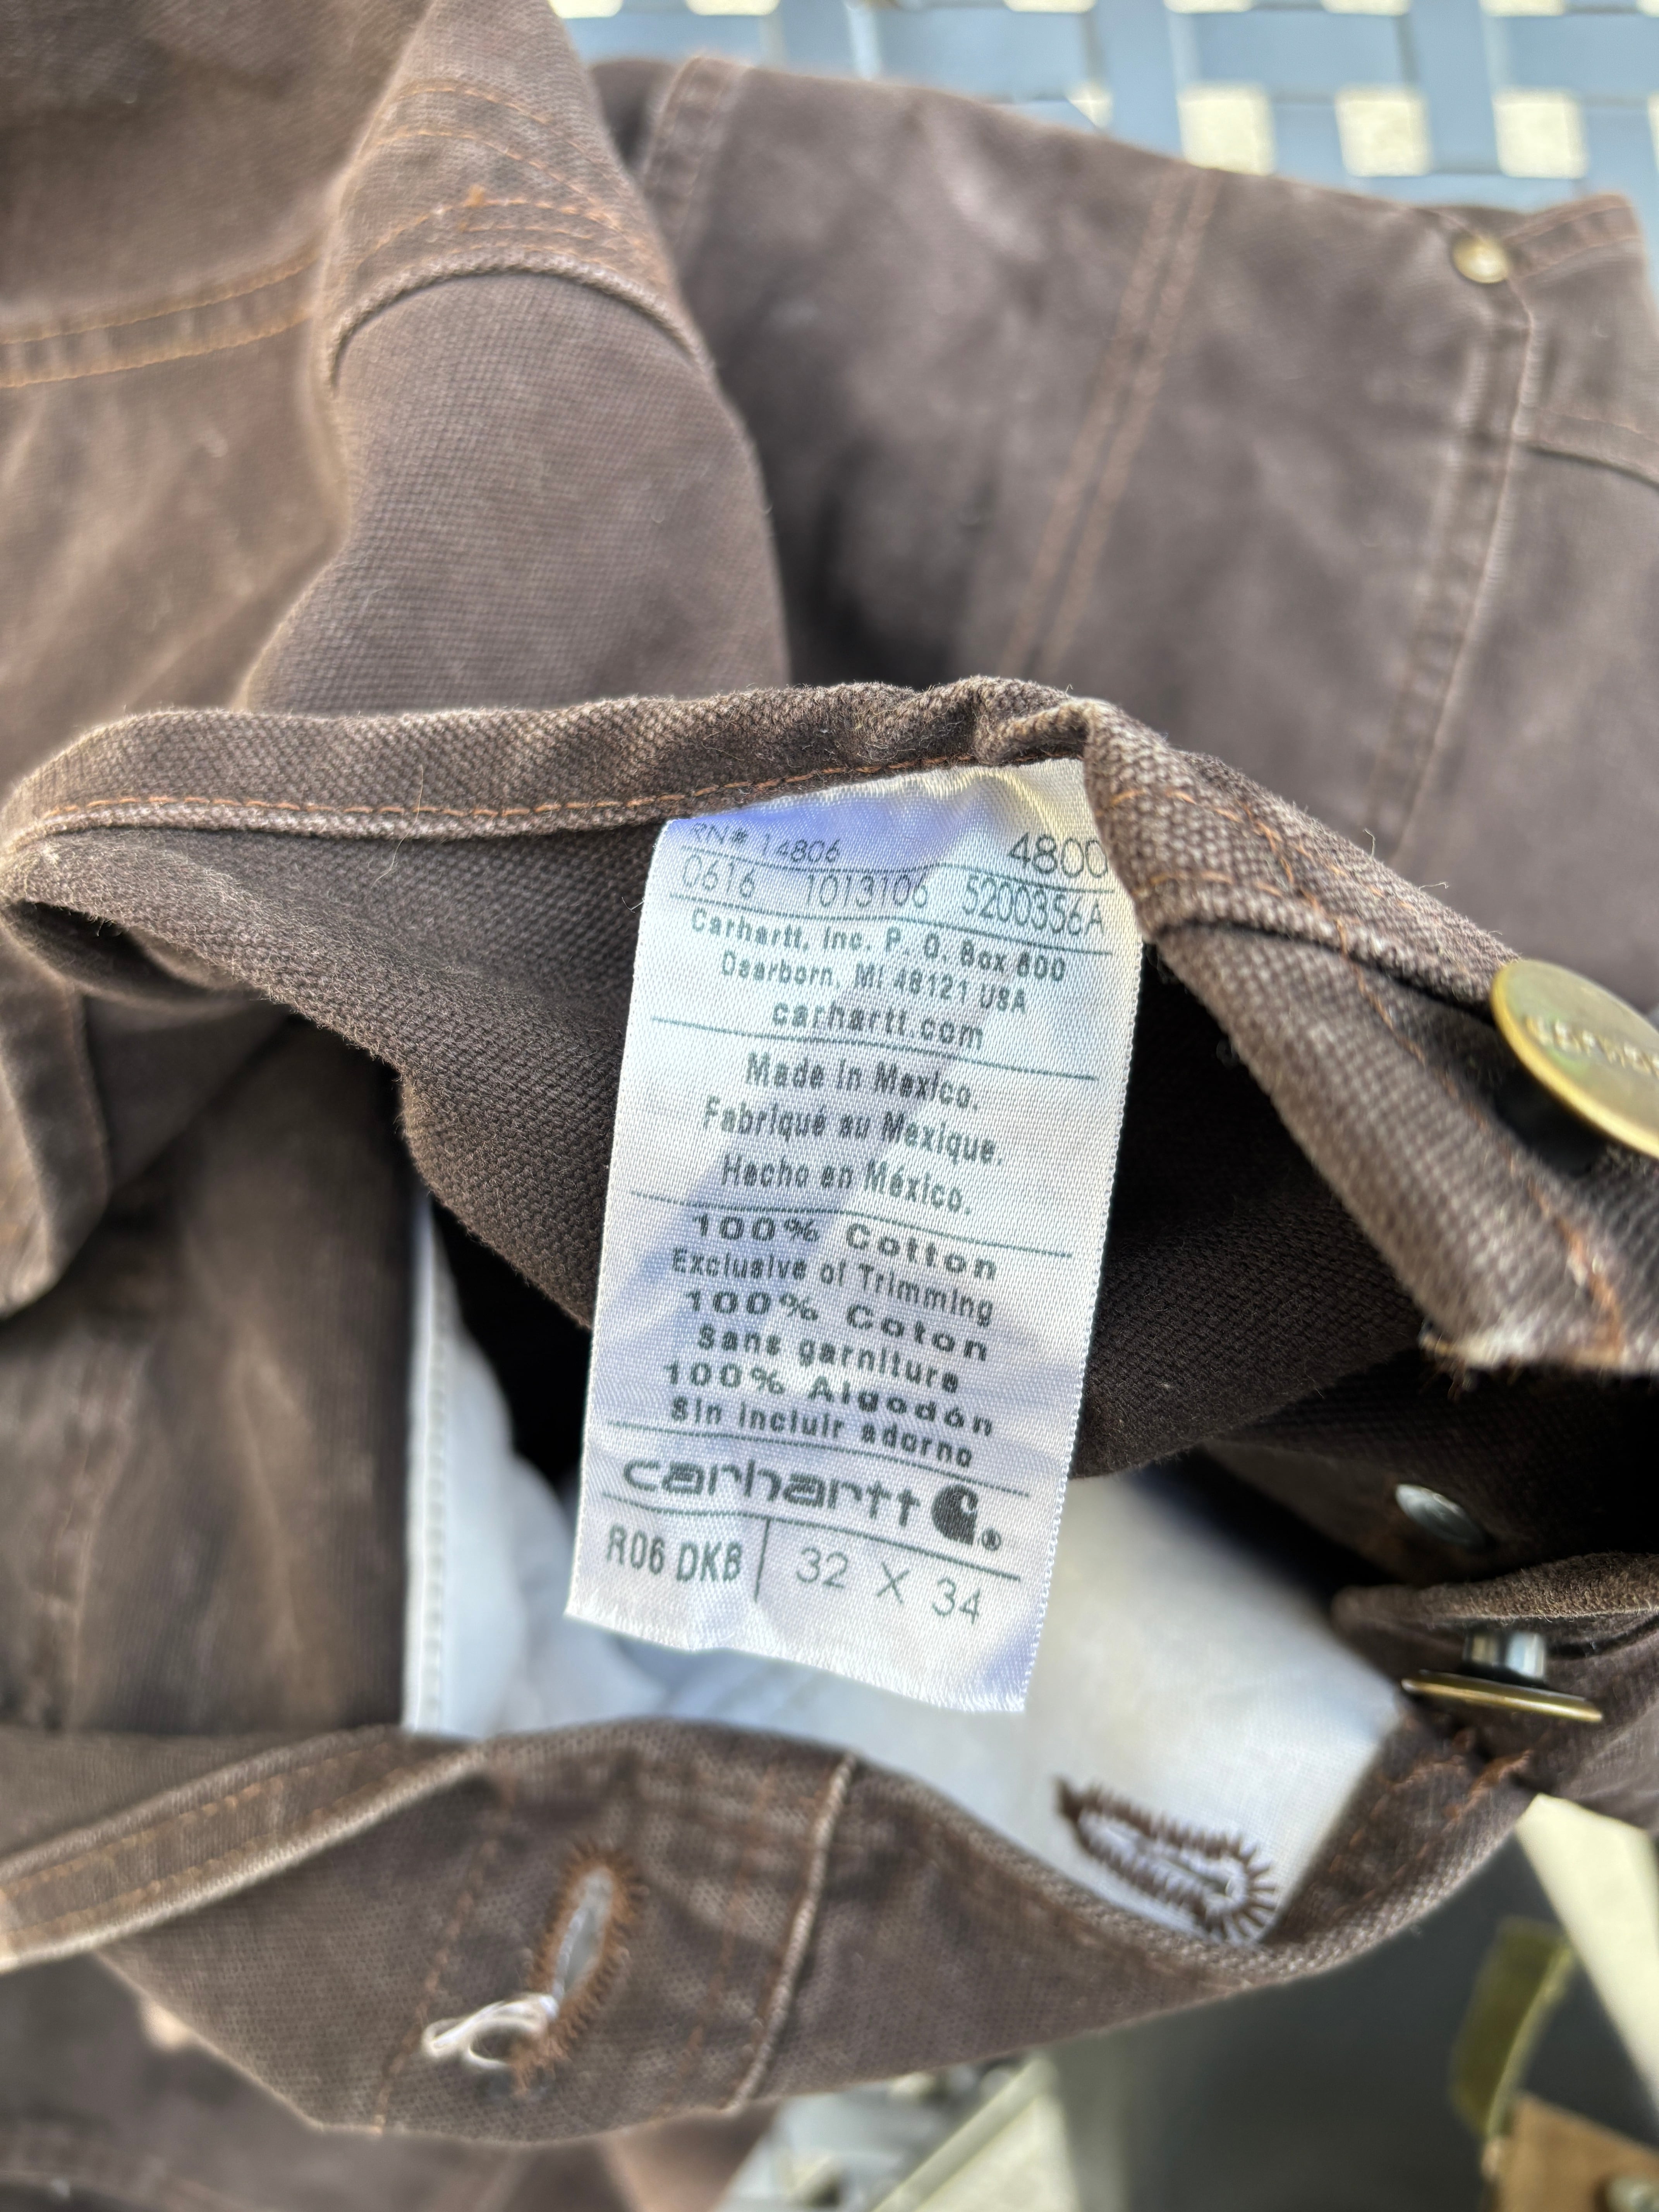 RN# 14806 4800
0616 1013106 5200356A
Carhartt, Inc. P. O. Box 600
Dearborn, MI 48121 USA
carhartt.com
Made in Mexico.
Fabriqué au Mexique.
Hecho en México.
100% Cotton
Exclusive of Trimming
100% Coton
Sans garniture
100% Algodón
Sin incluir adorno
carhartt ®
R06 DKB 32 X 34